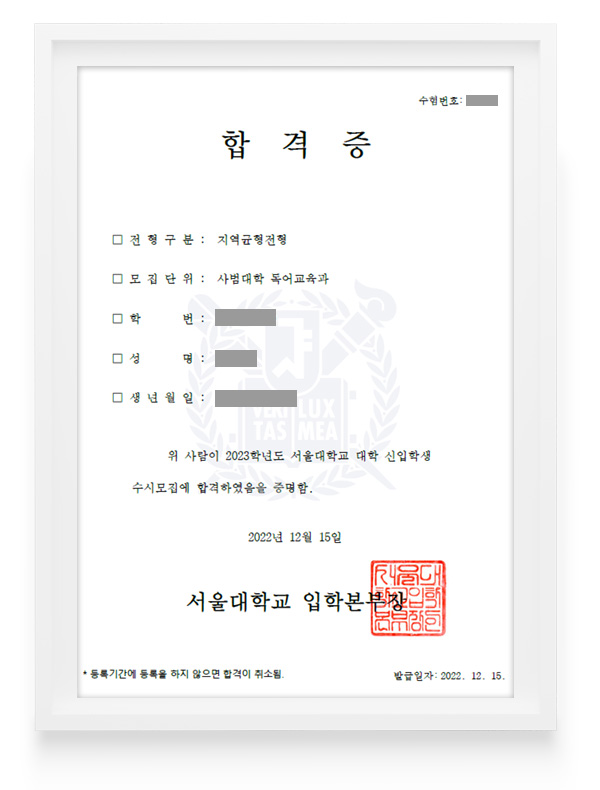 수험번호:
합 격 증
□ 전 형 구 분 : 지역균형전형
□ 모 집 단 위 : 사범대학 독어교육과
□ 학 번 :
□ 성 명 :
□ 생 년 월 일 :
VERI LUX
TAS MEA
위 사람이 2023학년도 서울대학교 대학 신입학생
수시모집에 합격하였음을 증명함.
2022년 12월 15일
서울대학교 입학본부장
* 등록기간에 등록을 하지 않으면 합격이 취소됨.
발급일자: 2022. 12. 15.